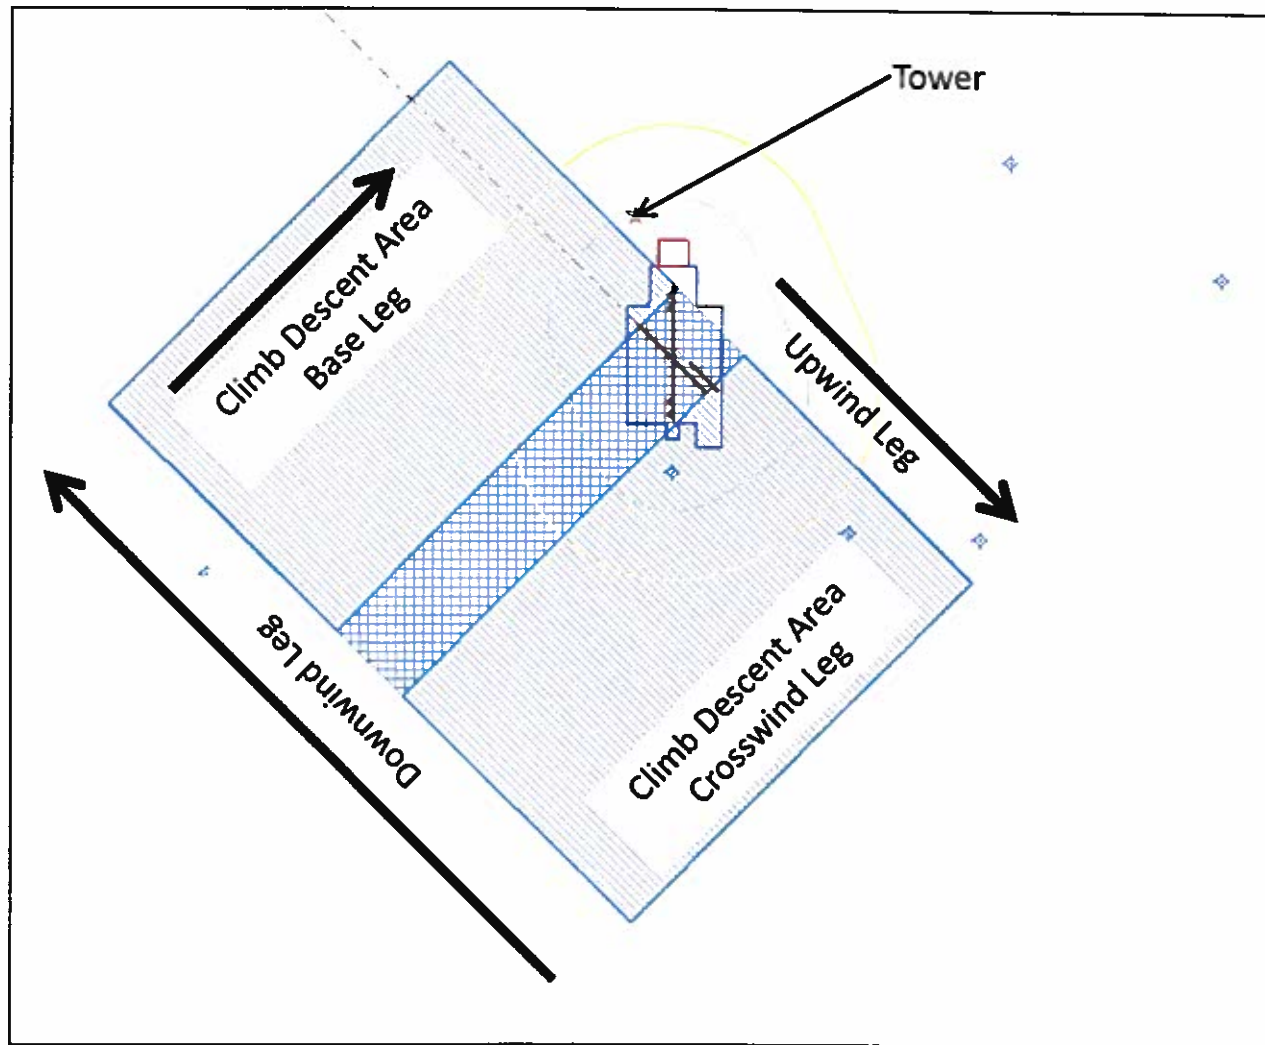 Tower
Climb Descent Area
Base Leg
Upwind Leg
Downwind Leg
Climb Descent Area
Crosswind Leg